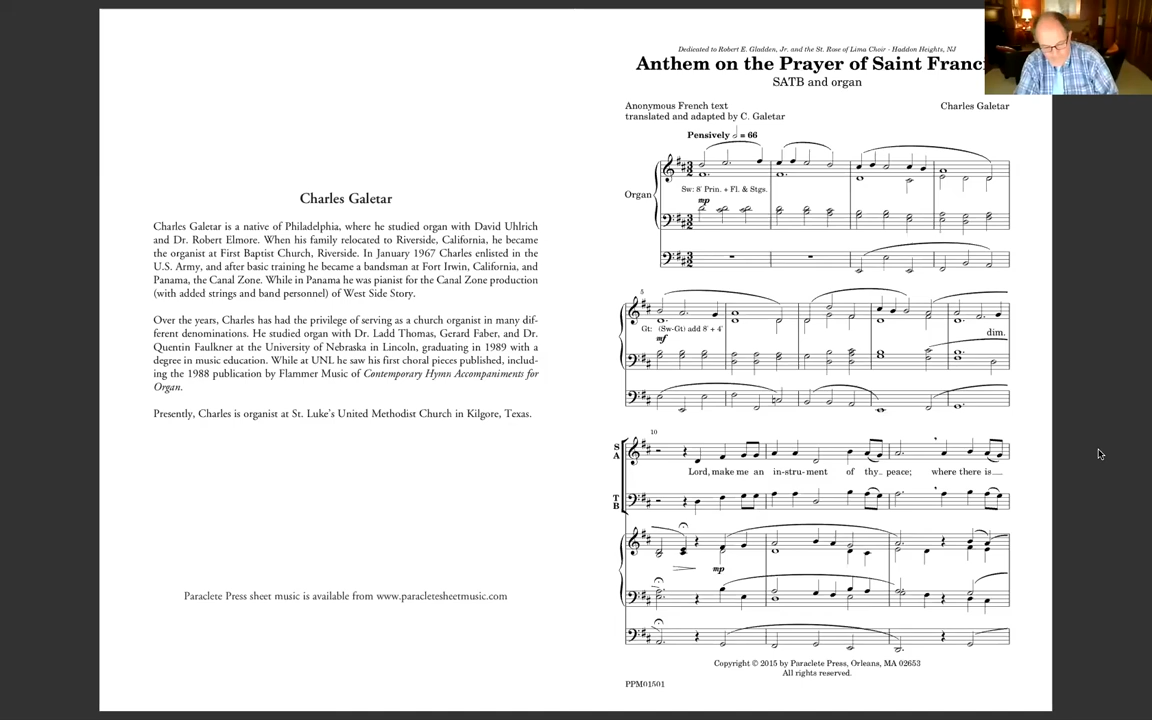 Charles Galetar
Charles Galetar is a native of Philadelphia, where he studied organ with David Uhlrich
and Dr. Robert Elmore. When his family relocated to Riverside, California, he became
the organist at First Baptist Church, Riverside. In January 1967 Charles enlisted in the
U.S. Army, and after basic training he became a bandsman at Fort Irwin, California, and
Panama, the Canal Zone. While in Panama he was pianist for the Canal Zone production
(with added strings and band personnel) of West Side Story.
Over the years, Charles has had the privilege of serving as a church organist in many dif-
ferent denominations. He studied organ with Dr. Ladd Thomas, Gerard Faber, and Dr.
Quentin Faulkner at the University of Nebraska in Lincoln, graduating in 1989 with a
degree in music education. While at UNL he saw his first choral pieces published, includ-
ing the 1988 publication by Flammer Music of Contemporary Hymn Accompaniments for
Organ.
Presently, Charles is organist at St. Luke's United Methodist Church in Kilgore, Texas.
Paraclete Press sheet music is available from www.paracletesheetmusic.com
Dedicated to Robert E. Gladden, Jr. and the St. Rose of Lima Choir - Haddon Heights, NJ
Anthem on the Prayer of Saint Franci
SATB and organ
Anonymous French text
translated and adapted by C. Galetar
Charles Galetar
Pensively = 66
Organ
Sw: 8' Prin. + Fl. & Stgs.
mp
5
Gt: (Sw-Gt) add 8' + 4'
mf
dim.
10
S
A
Lord, make me an in-stru-ment of thy peace; where there is
T
B
mp
Copyright © 2015 by Paraclete Press, Orleans, MA 02653
All rights reserved.
PPM01501